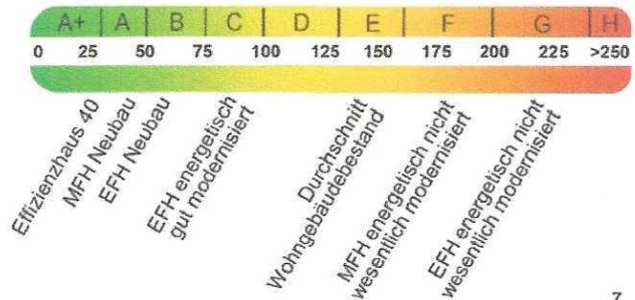 A+ A B C D E F G H
0 25 50 75 100 125 150 175 200 225 >250
Effizienzhaus 40
MFH Neubau
EFH Neubau
EFH energetisch
gut modernisiert
Durchschnitt
Wohngebäudebestand
MFH energetisch nicht
wesentlich modernisiert
EFH energetisch nicht
wesentlich modernisiert